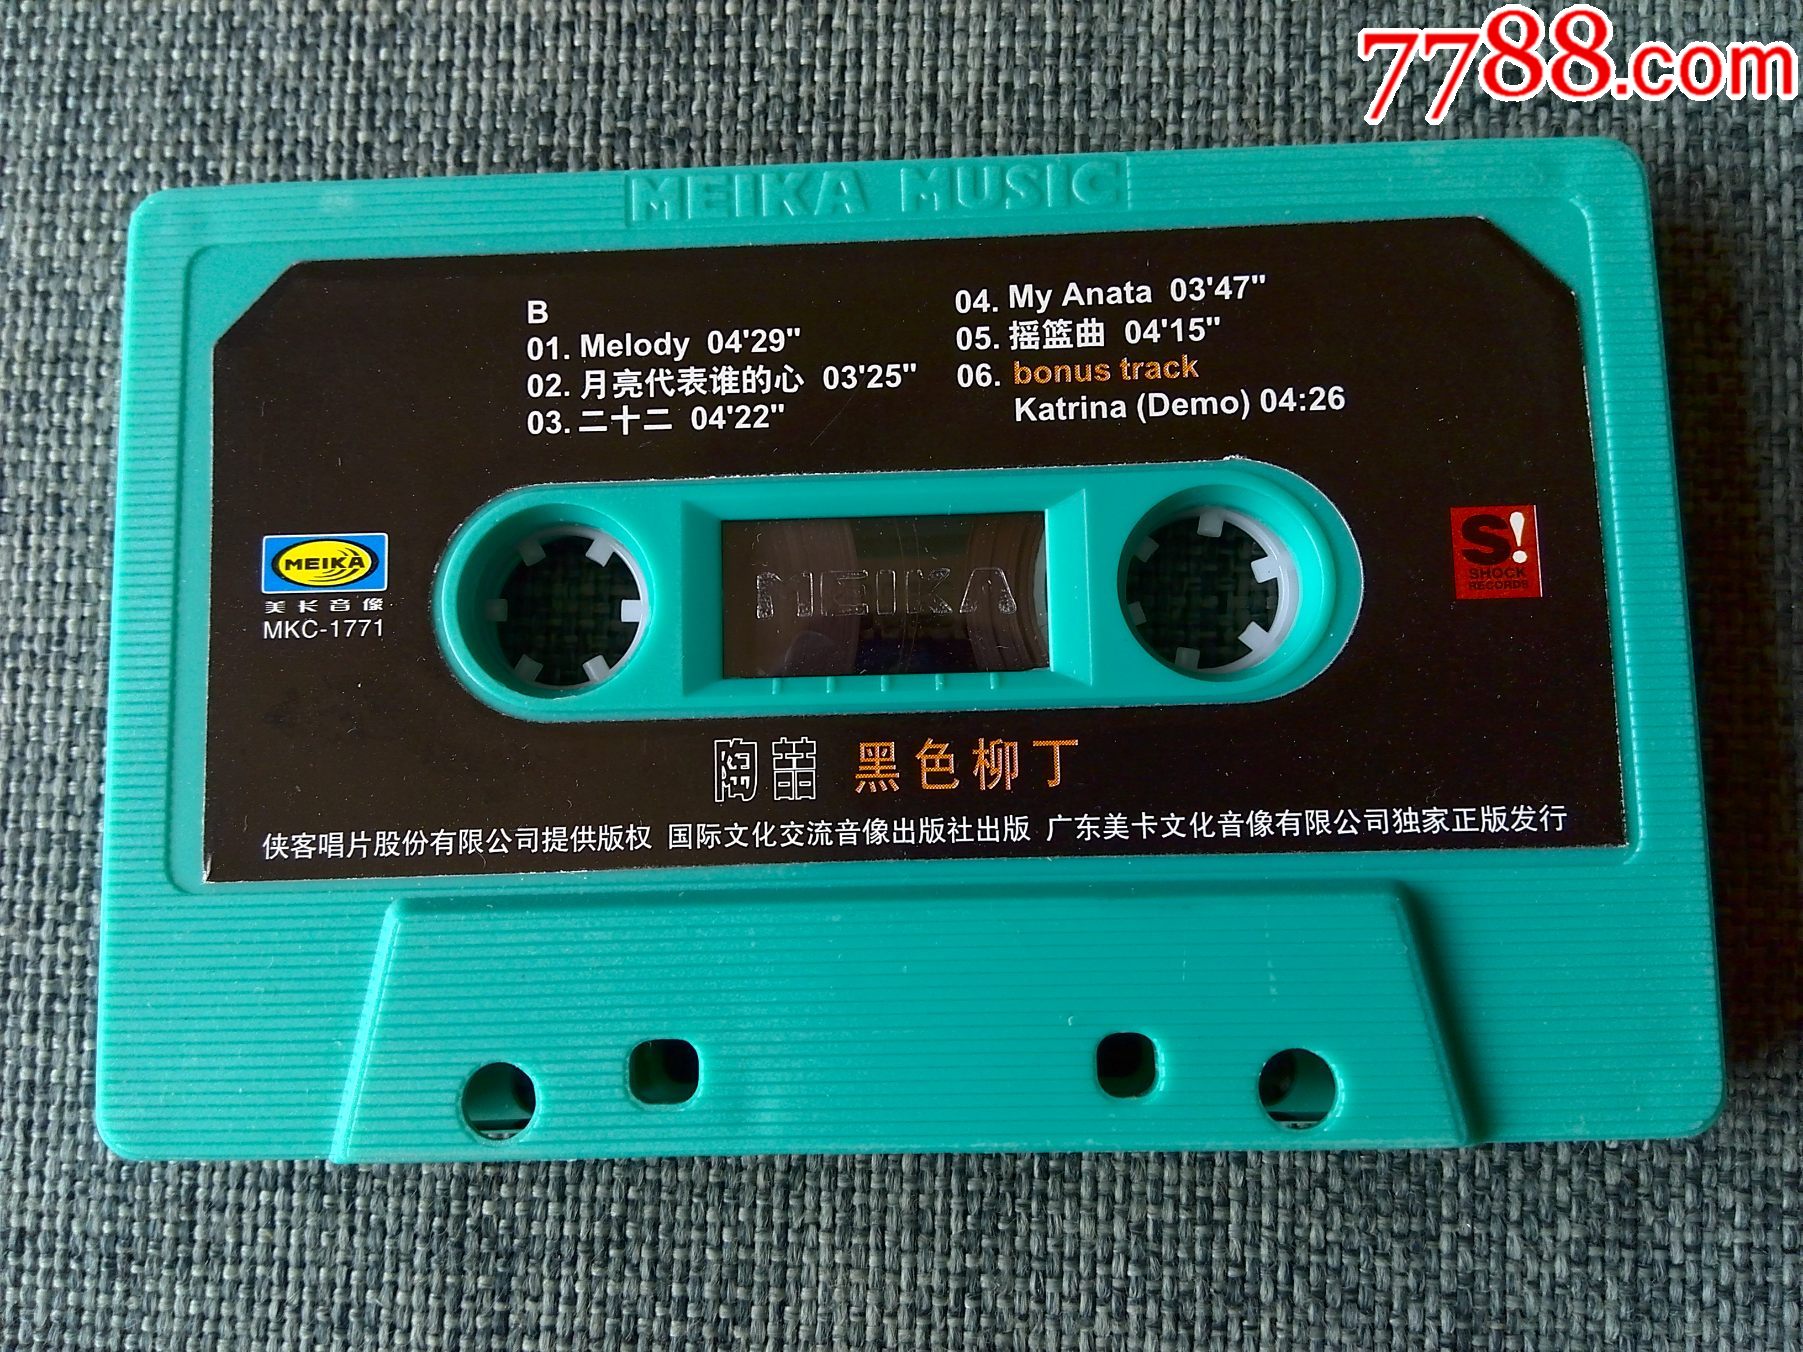 7788.com
MEIKA MUSIC
B
01. Melody 04'29"
02. 月亮代表谁的心 03'25"
03. 二十二 04'22"
04. My Anata 03'47"
05. 摇篮曲 04'15"
06. bonus track
Katrina (Demo) 04:26
MEIKA
美卡音像
MKC-1771
MEIKA
S!
SHOCK
RECORDS
陶喆 黑色柳丁
侠客唱片股份有限公司提供版权 国际文化交流音像出版社出版 广东美卡文化音像有限公司独家正版发行